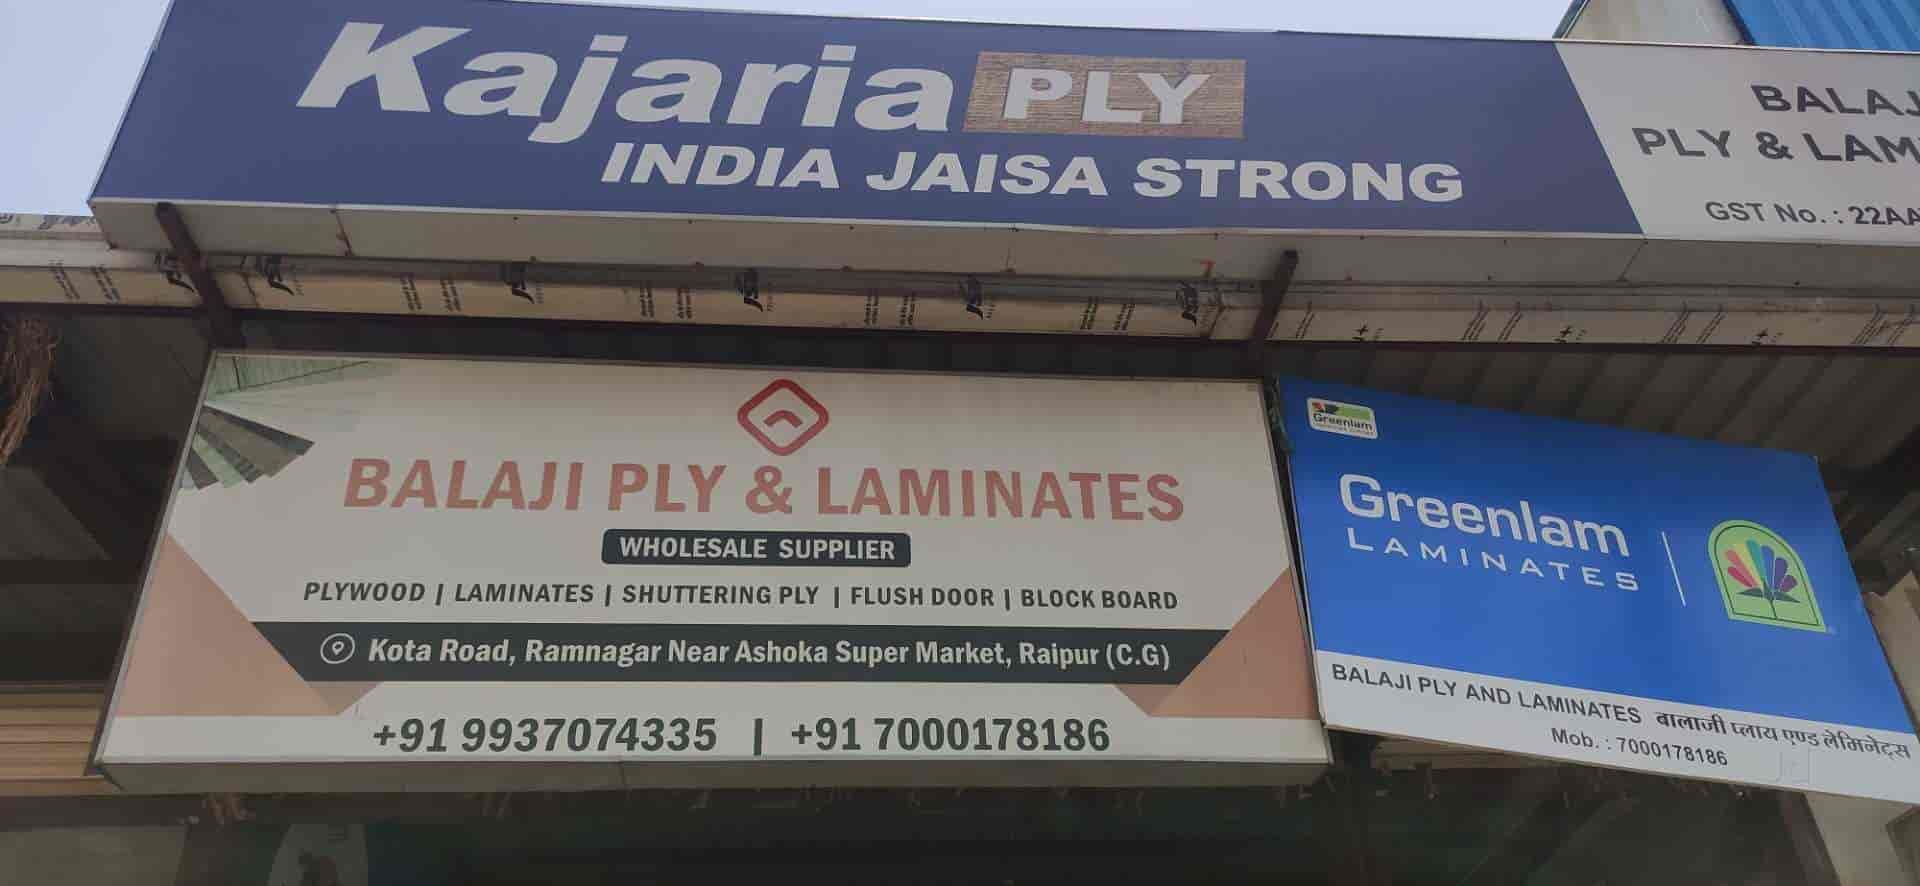 Kajaria PLY
INDIA JAISA STRONG
BALAJ
PLY & LAM
GST No. : 22AA
BALAJI PLY & LAMINATES
WHOLESALE SUPPLIER
PLYWOOD | LAMINATES | SHUTTERING PLY | FLUSH DOOR | BLOCK BOARD
Kota Road, Ramnagar Near Ashoka Super Market, Raipur (C.G)
+91 9937074335 | +91 7000178186
Greenlam
Greenlam
LAMINATES
BALAJI PLY AND LAMINATES बालाजी प्लाय एण्ड लेमिनेट्स
Mob. : 7000178186